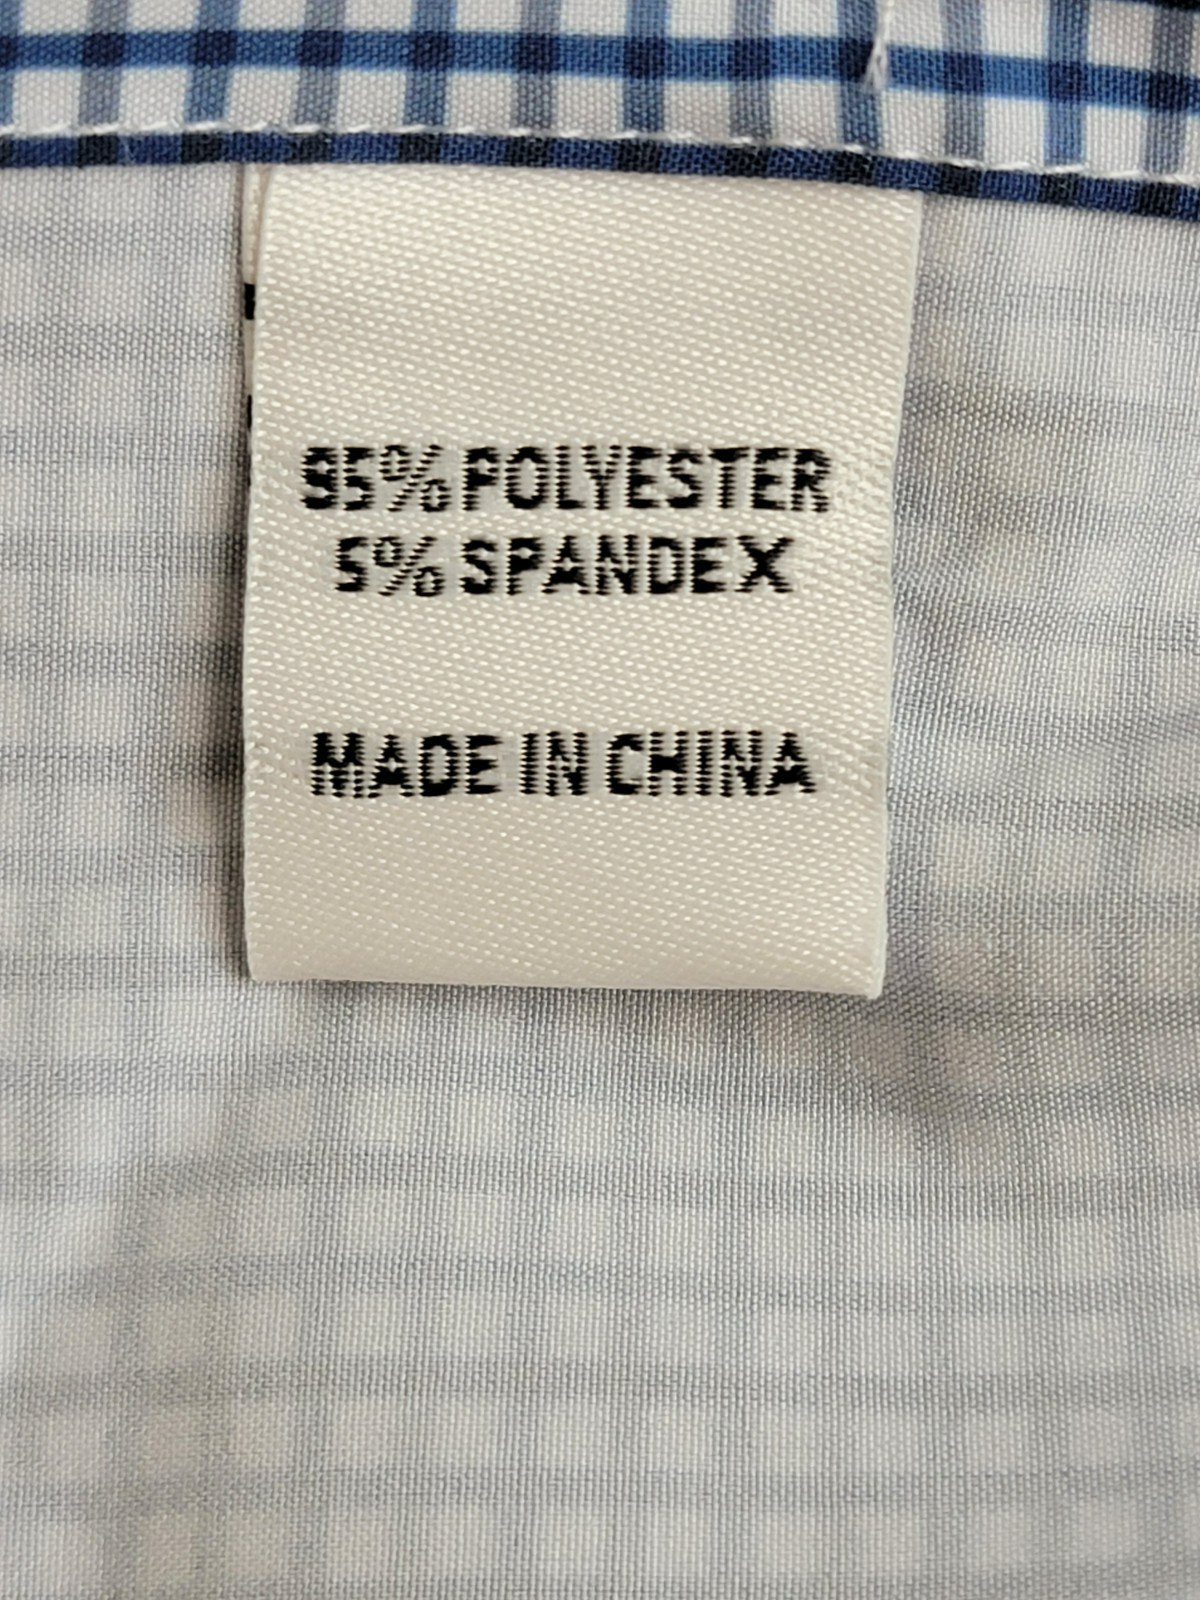 95% POLYESTER
5% SPANDEX
MADE IN CHINA